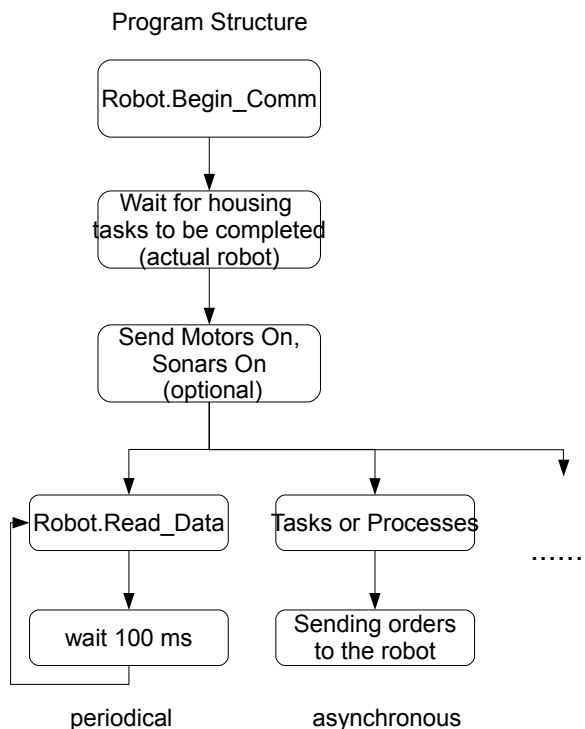 Program Structure
Robot.Begin_Comm
Wait for housing
tasks to be completed
(actual robot)
Send Motors On,
Sonars On
(optional)
Robot.Read_Data
Tasks or Processes
......
wait 100 ms
Sending orders
to the robot
periodical
asynchronous